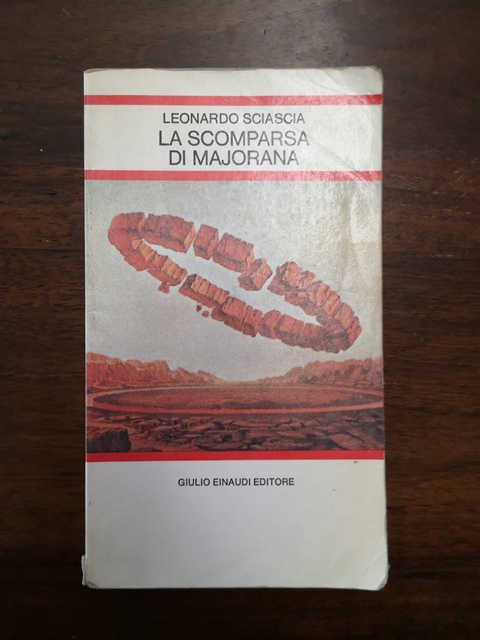 LEONARDO SCIASCIA
LA SCOMPARSA
DI MAJORANA
GIULIO EINAUDI EDITORE